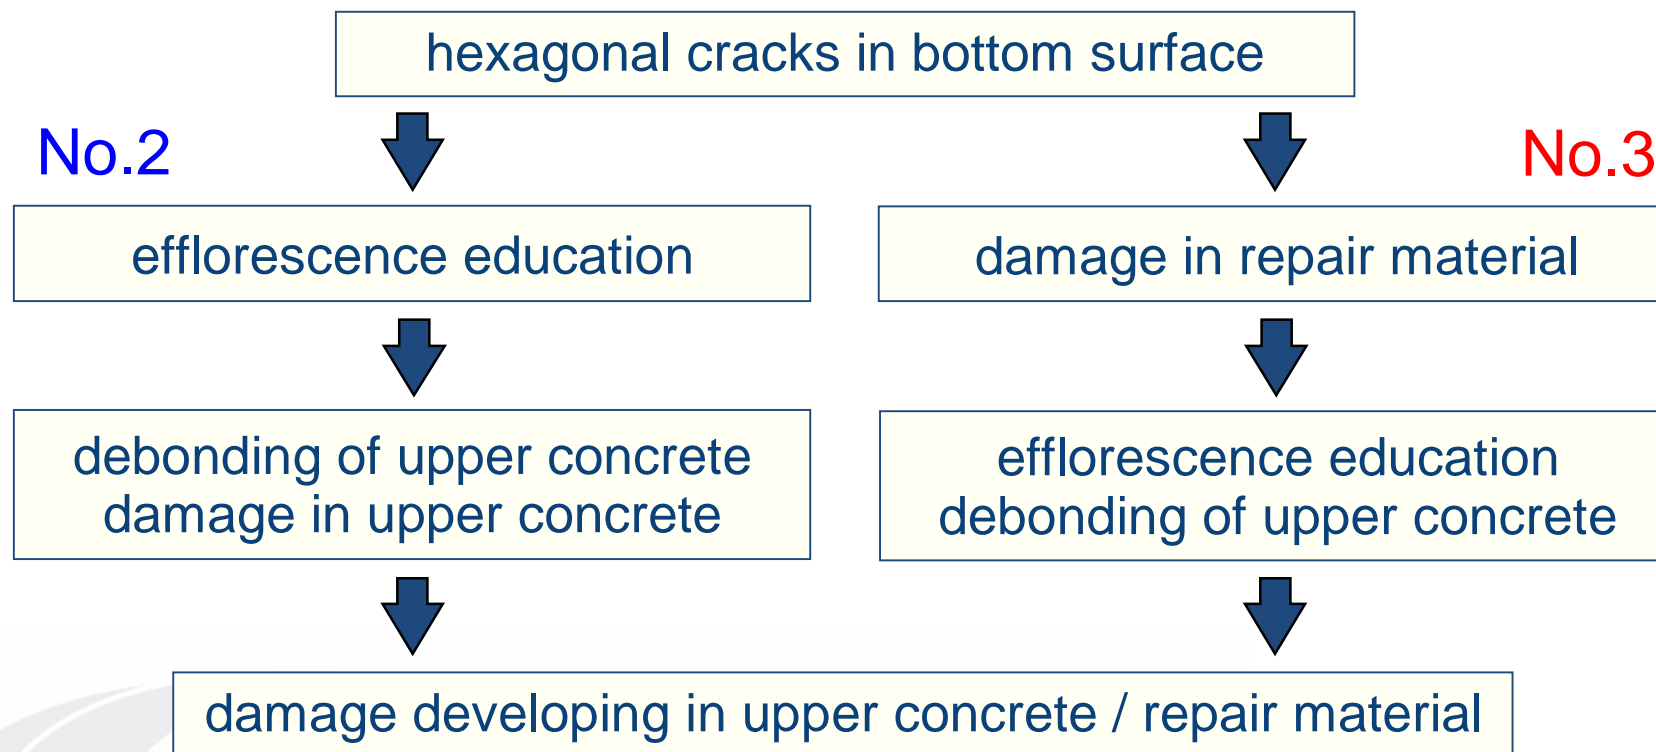 hexagonal cracks in bottom surface
No.2
No.3
efflorescence education
damage in repair material
debonding of upper concrete
damage in upper concrete
efflorescence education
debonding of upper concrete
damage developing in upper concrete / repair material